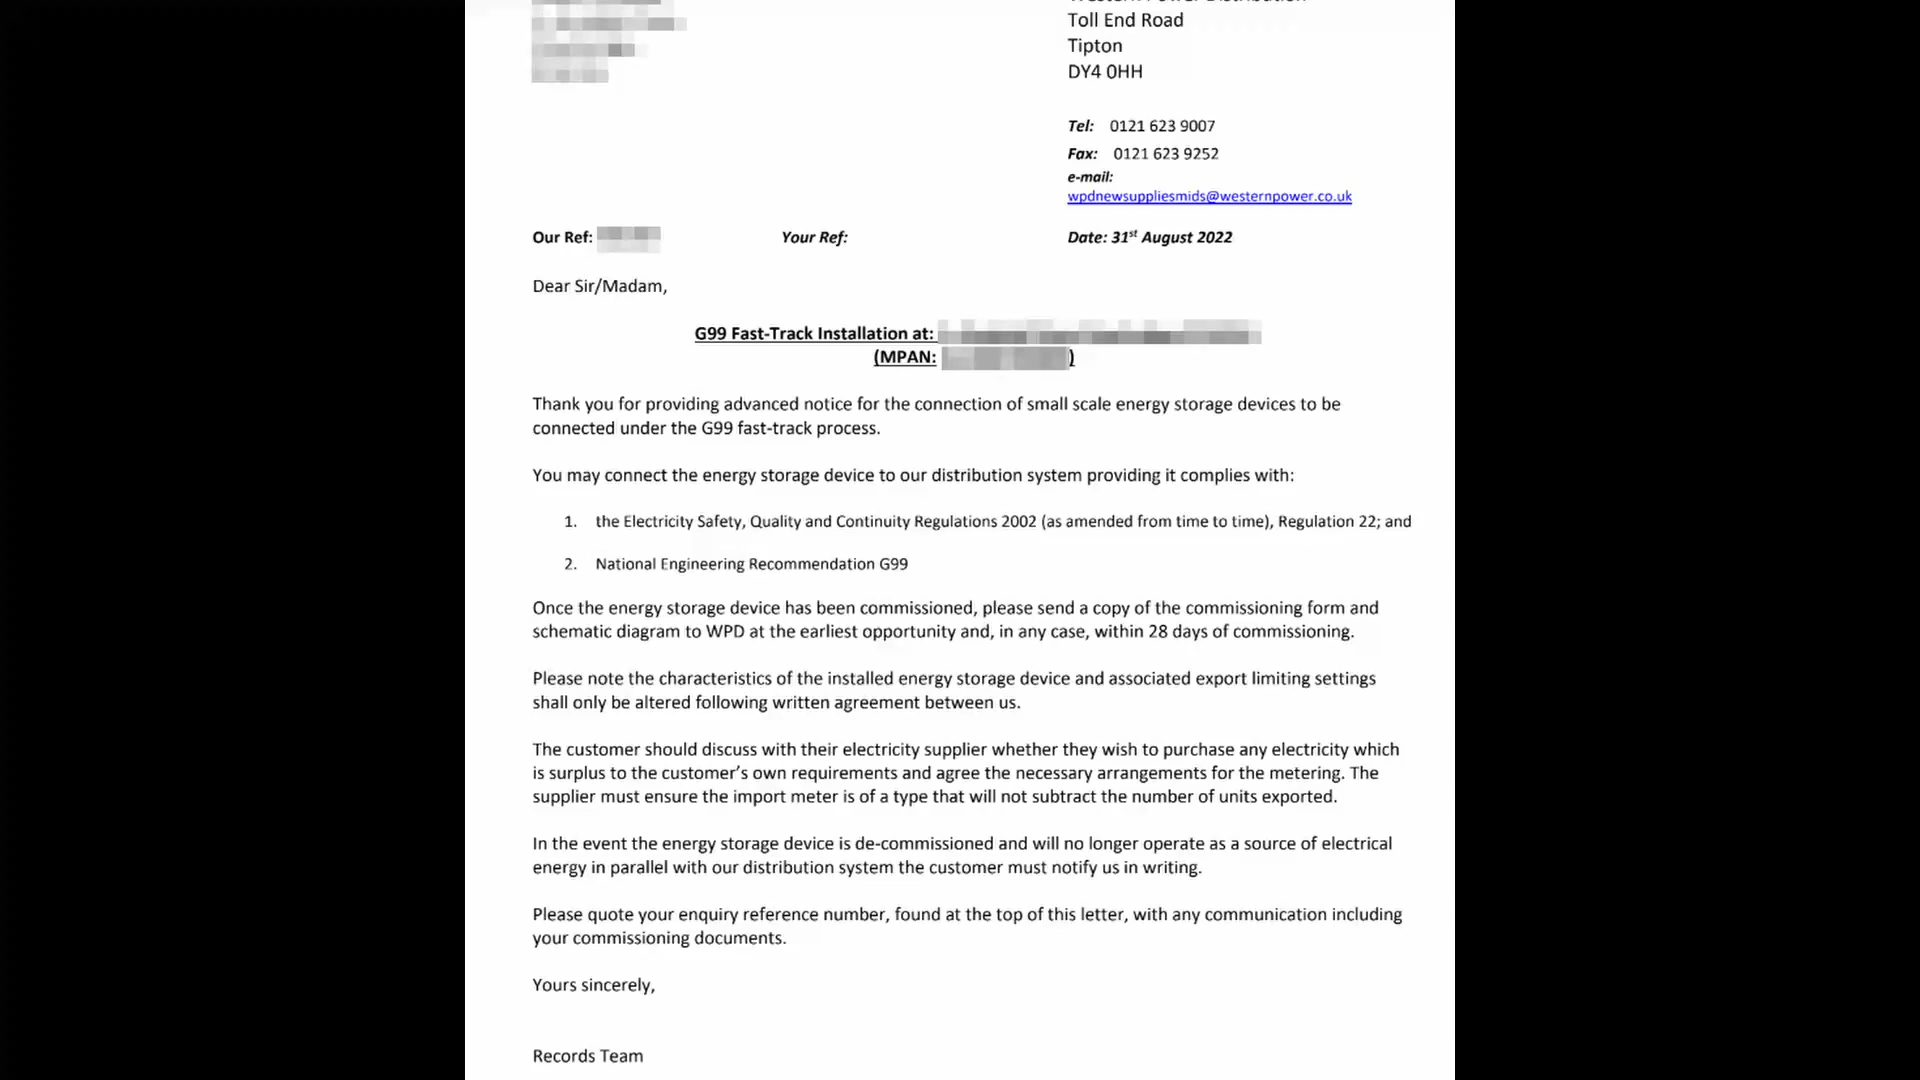 Toll End Road
Tipton
DY4 0HH
Tel: 0121 623 9007
Fax: 0121 623 9252
e-mail:
wpdnewsuppliesmids@westernpower.co.uk
Our Ref: Your Ref: Date: 31st August 2022
Dear Sir/Madam,
G99 Fast-Track Installation at:
(MPAN: )
Thank you for providing advanced notice for the connection of small scale energy storage devices to be
connected under the G99 fast-track process.
You may connect the energy storage device to our distribution system providing it complies with:
1. the Electricity Safety, Quality and Continuity Regulations 2002 (as amended from time to time), Regulation 22; and
2. National Engineering Recommendation G99
Once the energy storage device has been commissioned, please send a copy of the commissioning form and
schematic diagram to WPD at the earliest opportunity and, in any case, within 28 days of commissioning.
Please note the characteristics of the installed energy storage device and associated export limiting settings
shall only be altered following written agreement between us.
The customer should discuss with their electricity supplier whether they wish to purchase any electricity which
is surplus to the customer's own requirements and agree the necessary arrangements for the metering. The
supplier must ensure the import meter is of a type that will not subtract the number of units exported.
In the event the energy storage device is de-commissioned and will no longer operate as a source of electrical
energy in parallel with our distribution system the customer must notify us in writing.
Please quote your enquiry reference number, found at the top of this letter, with any communication including
your commissioning documents.
Yours sincerely,
Records Team